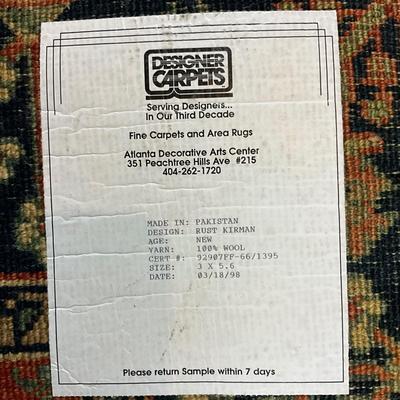 DESIGNER
CARPETS
Serving Designers...
In Our Third Decade
Fine Carpets and Area Rugs
Atlanta Decorative Arts Center
351 Peachtree Hills Ave #215
404-262-1720
MADE IN: PAKISTAN
DESIGN: RUST KIRMAN
AGE: NEW
YARN: 100% WOOL
CERT #: 92907FF-66/1395
SIZE: 3 X 5.6
DATE: 03/18/98
Please return Sample within 7 days